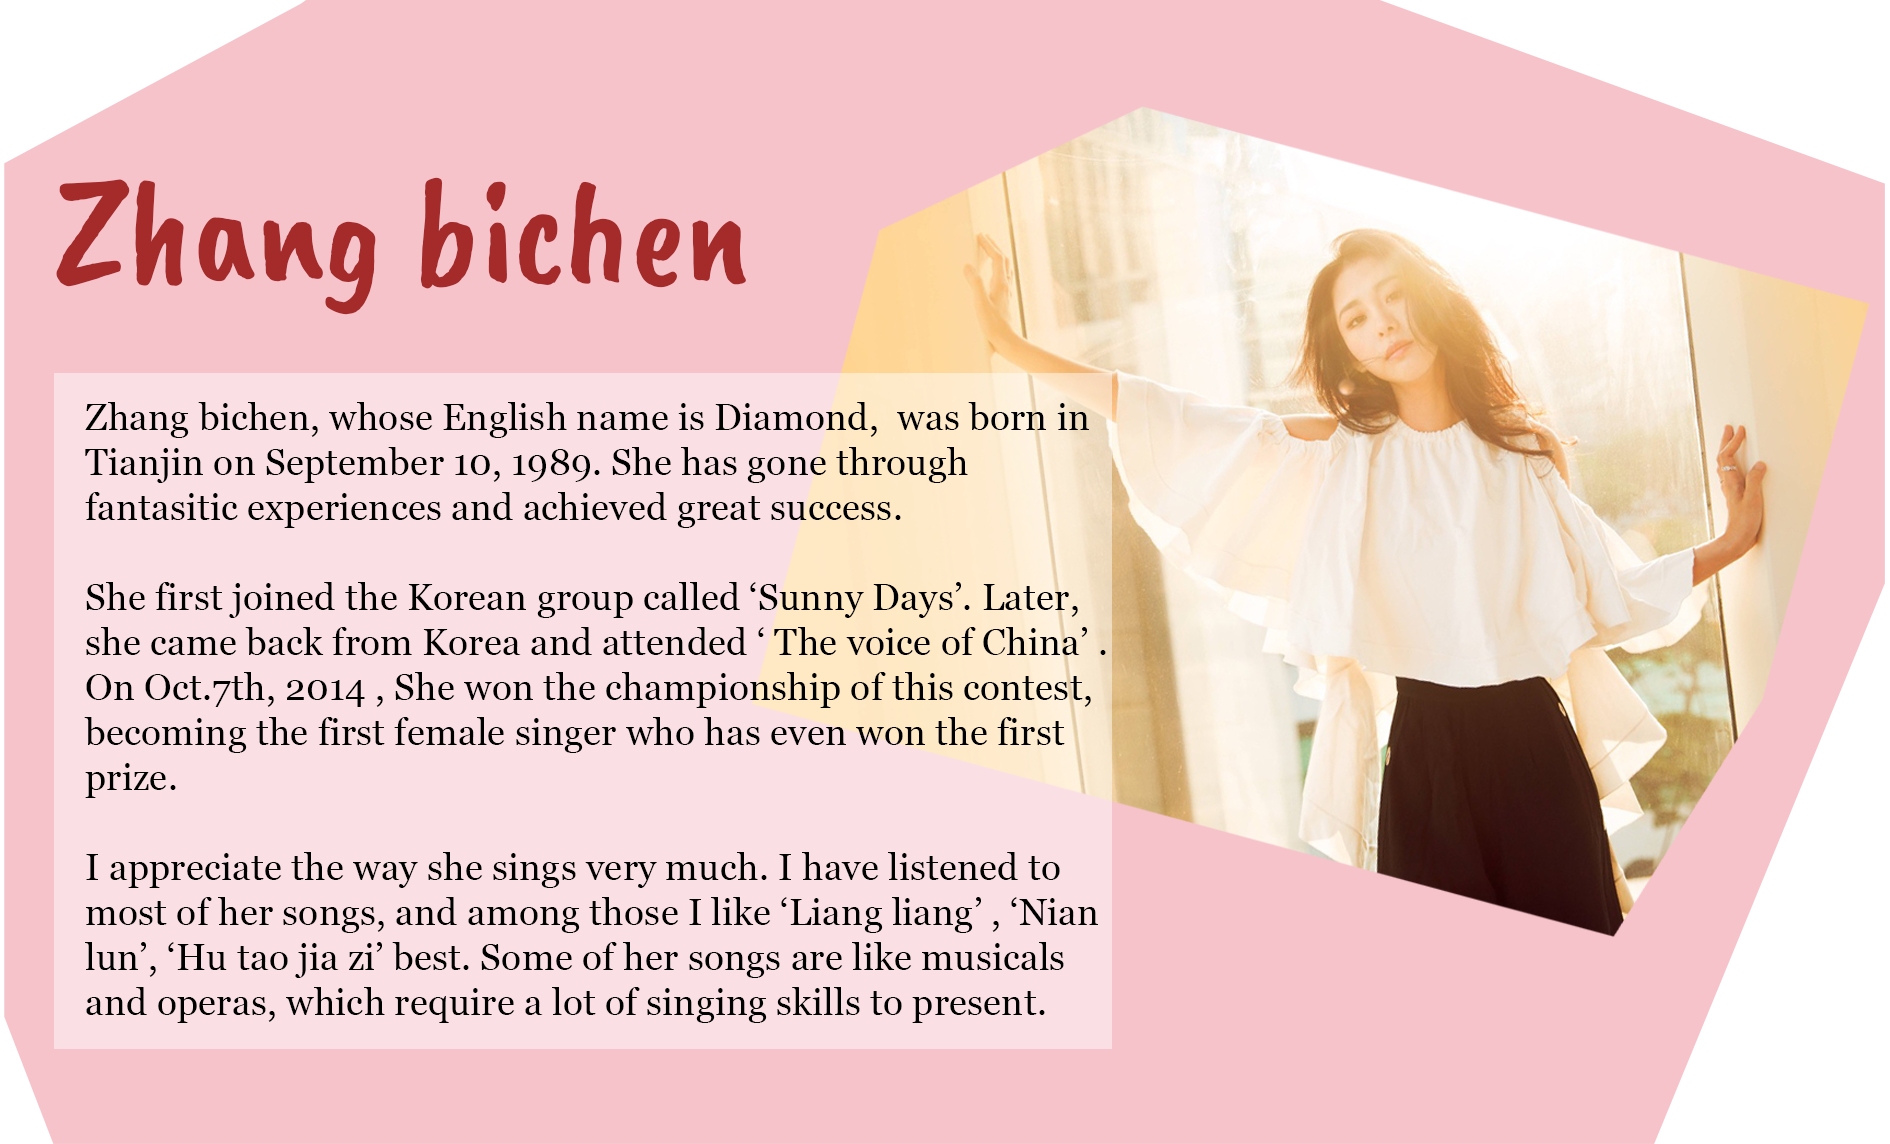 Zhang bichen
Zhang bichen, whose English name is Diamond,  was born in
Tianjin on September 10, 1989. She has gone through
fantasitic experiences and achieved great success.
She first joined the Korean group called ‘Sunny Days’. Later,
she came back from Korea and attended ‘ The voice of China’ .
On Oct.7th, 2014 , She won the championship of this contest,
becoming the first female singer who has even won the first
prize.
I appreciate the way she sings very much. I have listened to
most of her songs, and among those I like ‘Liang liang’ , ‘Nian
lun’, ‘Hu tao jia zi’ best. Some of her songs are like musicals
and operas, which require a lot of singing skills to present.